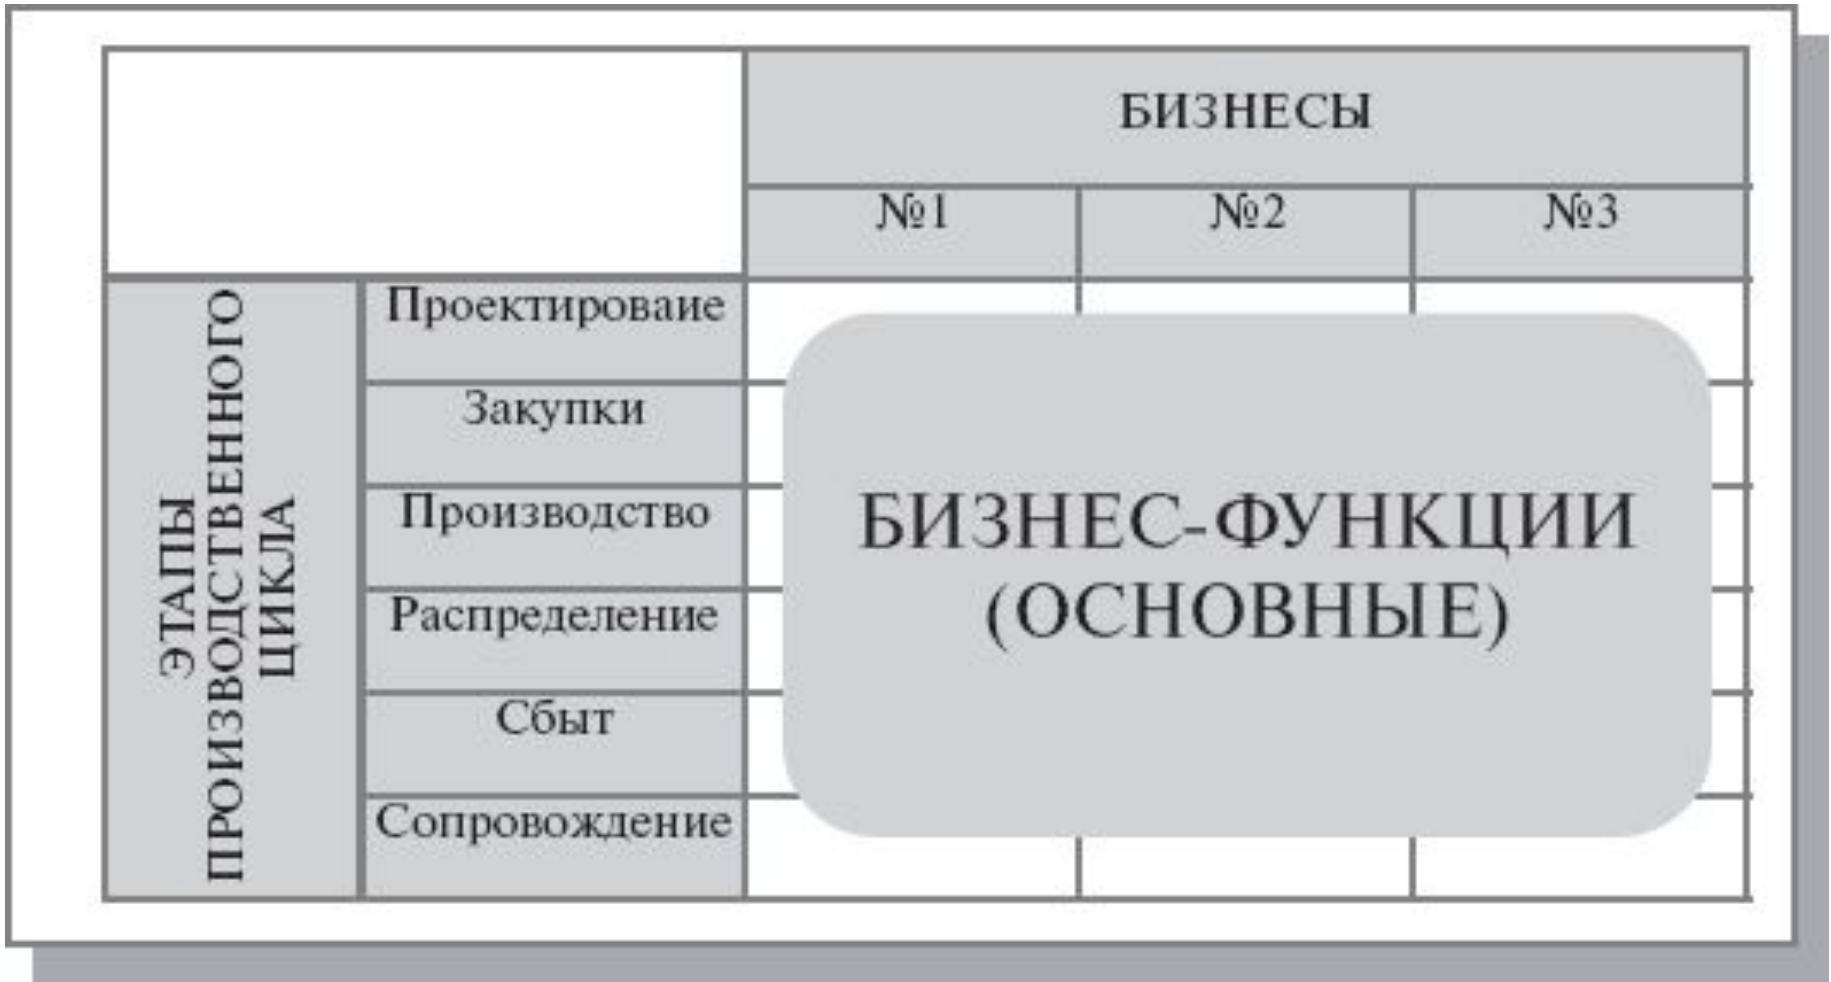 БИЗНЕСЫ
№1 №2 №3
ЭТАПЫ
ПРОИЗВОДСТВЕННОГО
ЦИКЛА
Проектироваие
Закупки
Производство
Распределение
Сбыт
Сопровождение
БИЗНЕС-ФУНКЦИИ
(ОСНОВНЫЕ)